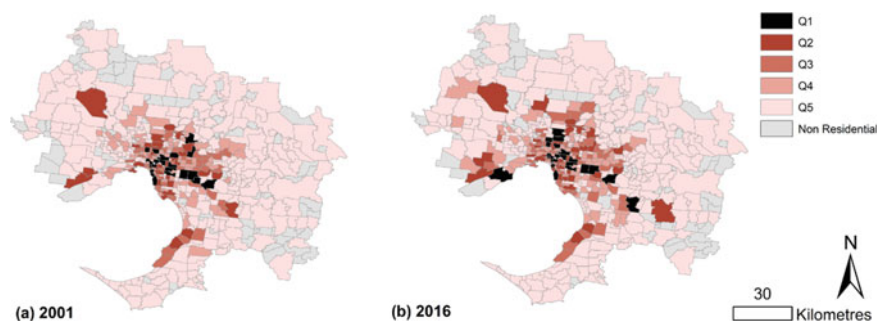 Q1
Q2
Q3
Q4
Q5
Non Residential
N
30
Kilometres
(a) 2001
(b) 2016